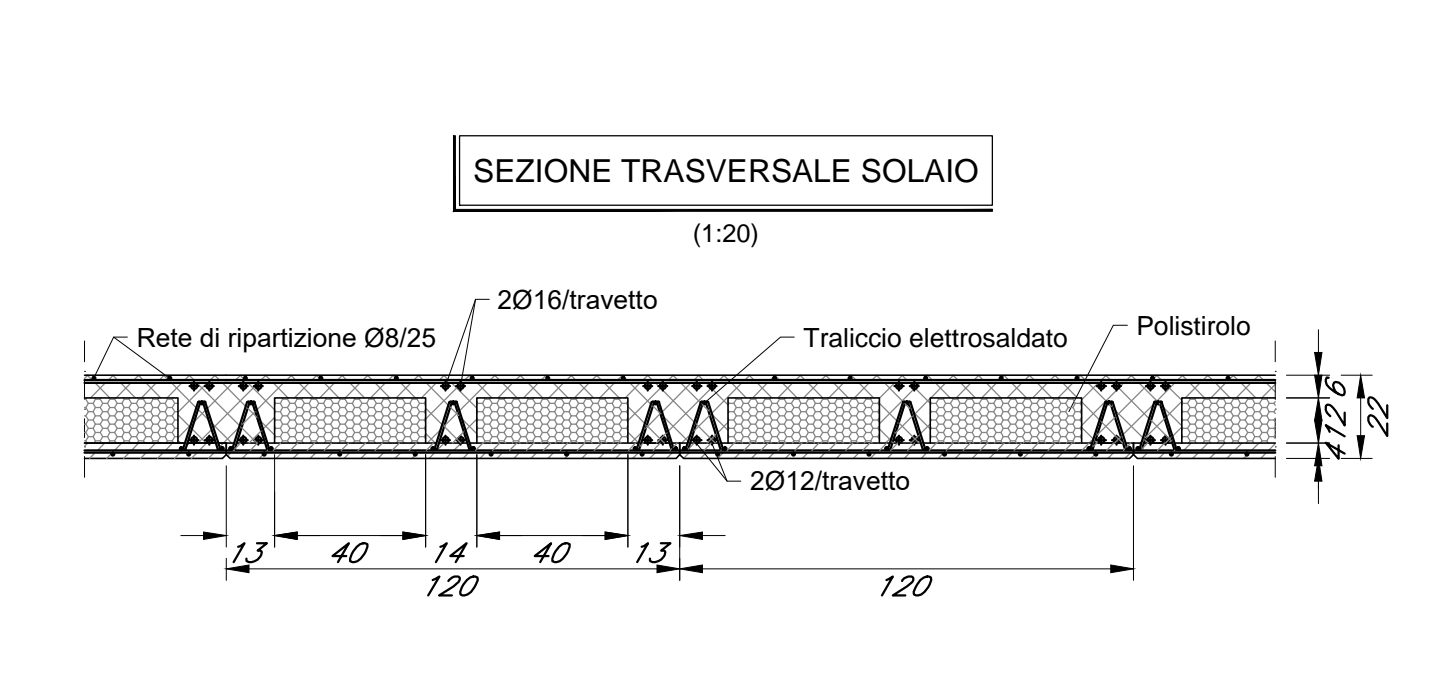 SEZIONE TRASVERSALE SOLAIO
(1:20)
2Ø16/travetto
Rete di ripartizione Ø8/25
Traliccio elettrosaldato
Polistirolo
6
12
4
22
2Ø12/travetto
13
40
14
40
13
120
120